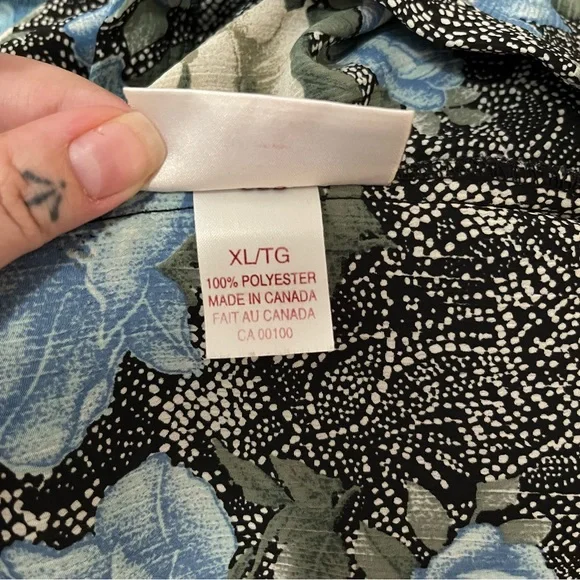 XL/TG
100% POLYESTER
MADE IN CANADA
FAIT AU CANADA
CA 00100